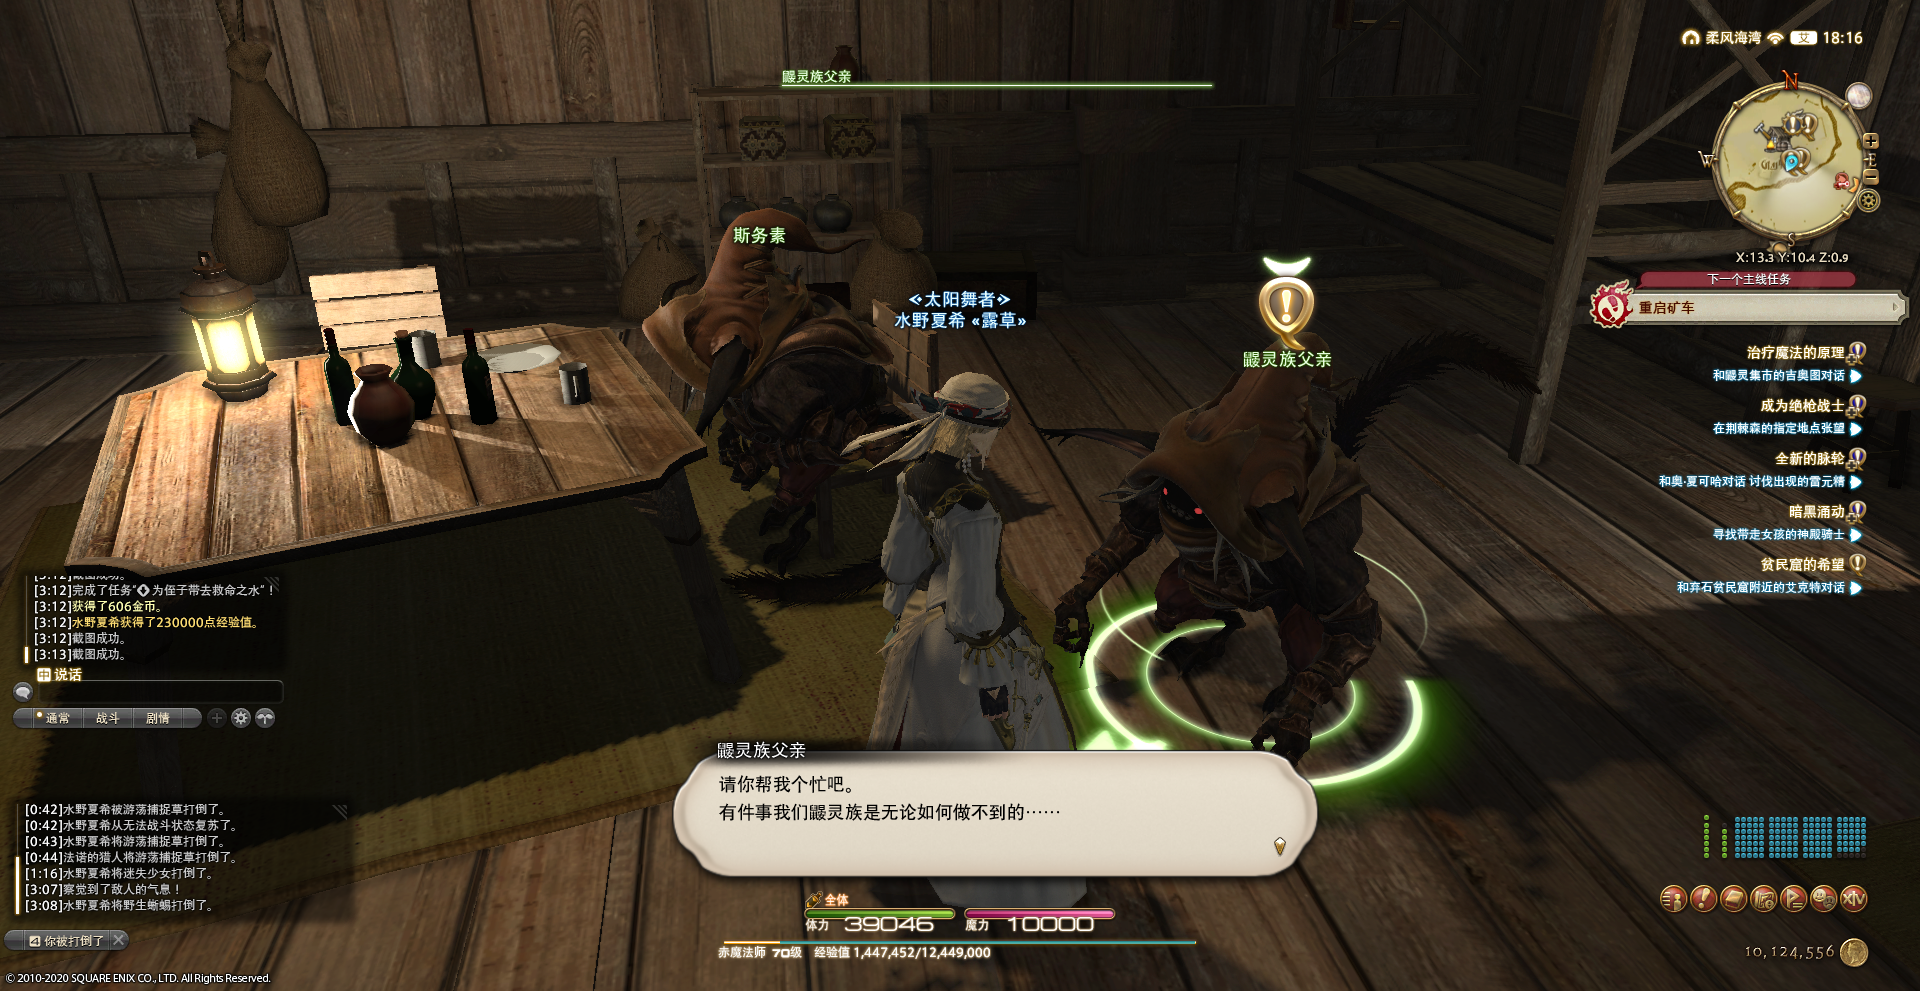 鼹灵族父亲
柔风海湾 艾 18:16
N
W
E
S
X:13.3 Y:10.4 Z:0.9
下一个主线任务
重启矿车
斯务素
太阳舞者
水野夏希 «露草»
鼹灵族父亲
治疗魔法的原理
和鼹灵集市的吉奥图对话
成为绝枪战士
在荆棘森的指定地点张望
全新的脉轮
和奥·夏可哈对话 讨伐出现的雷元精
暗黑涌动
寻找带走女孩的神殿骑士
贫民窟的希望
和弃石贫民窟附近的艾克特对话
[3:12]截图成功。
[3:12]完成了任务“为侄子带去救命之水”！
[3:12]获得了606金币。
[3:12]水野夏希获得了230000点经验值。
[3:12]截图成功。
[3:13]截图成功。
说话
通常 战斗 剧情
[0:42]水野夏希被游荡捕捉草打倒了。
[0:42]水野夏希从无法战斗状态复苏了。
[0:43]水野夏希将游荡捕捉草打倒了。
[0:44]法诺的猎人将游荡捕捉草打倒了。
[1:16]水野夏希将迷失少女打倒了。
[3:07]察觉到了敌人的气息！
[3:08]水野夏希将野生蜥蜴打倒了。
4 你被打倒了
鼹灵族父亲
请你帮我个忙吧。
有件事我们鼹灵族是无论如何做不到的……
全体
体力 39046 魔力 10000
赤魔法师 70级 经验值 1,447,452/12,449,000
XIV
10,124,556
© 2010-2020 SQUARE ENIX CO., LTD. All Rights Reserved.